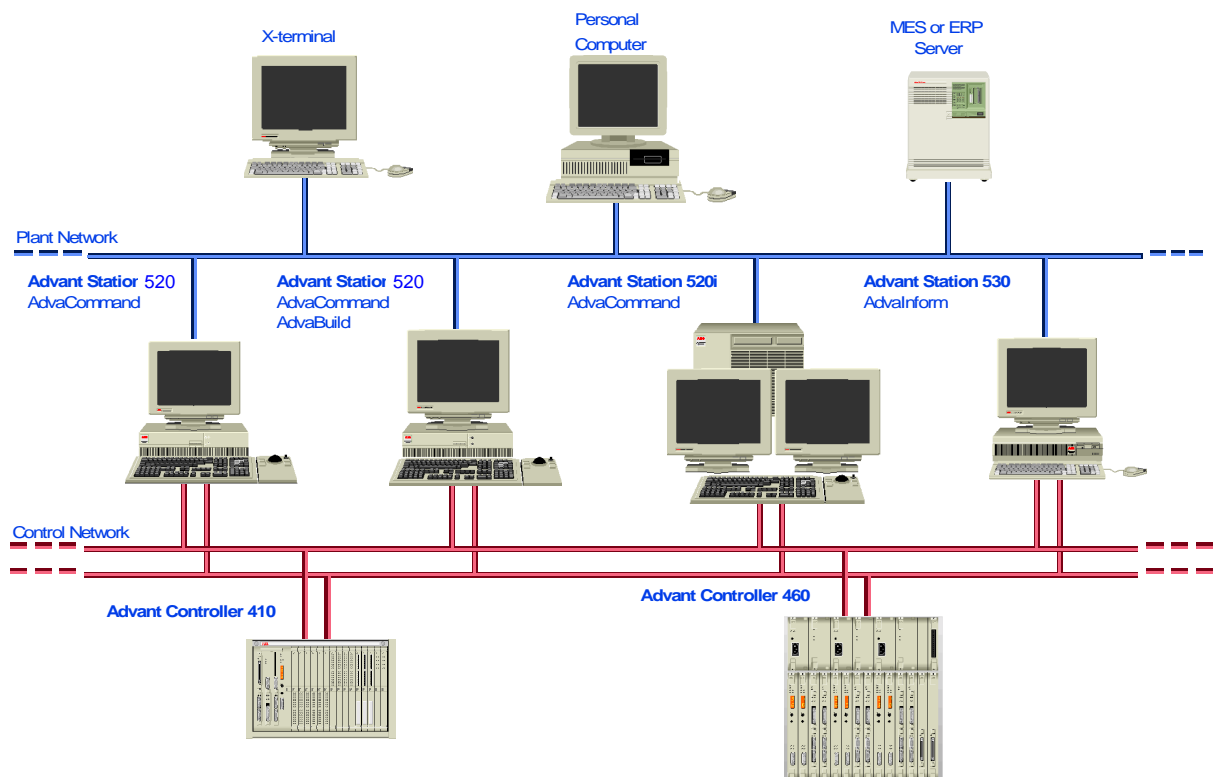 X-terminal
Personal
Computer
MES or ERP
Server
Plant Network
Advant Statior 520
AdvaCommand
Advant Statior 520
AdvaCommand
AdvaBuild
Advant Station 520i
AdvaCommand
Advant Station 530
AdvaInform
Control Network
Advant Controller 410
Advant Controller 460